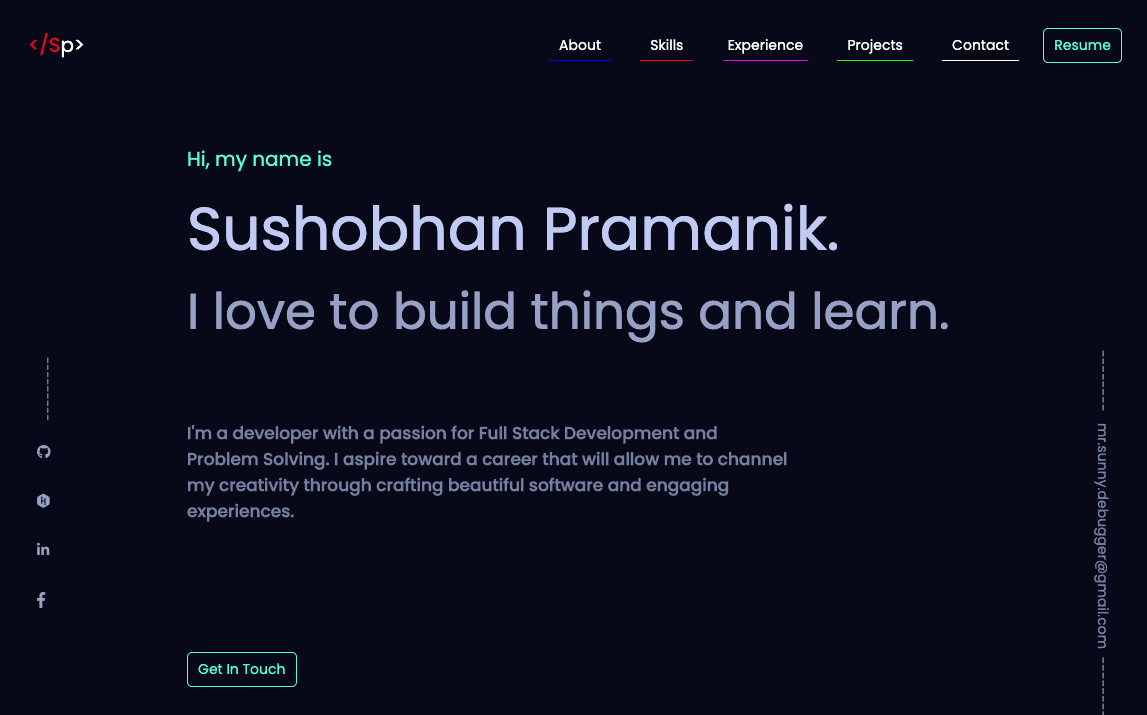 </Sp>
About
Skills
Experience
Projects
Contact
Resume
Hi, my name is
Sushobhan Pramanik.
I love to build things and learn.
I'm a developer with a passion for Full Stack Development and
Problem Solving. I aspire toward a career that will allow me to channel
my creativity through crafting beautiful software and engaging
experiences.
mr.sunny.debugger@gmail.com
Get In Touch